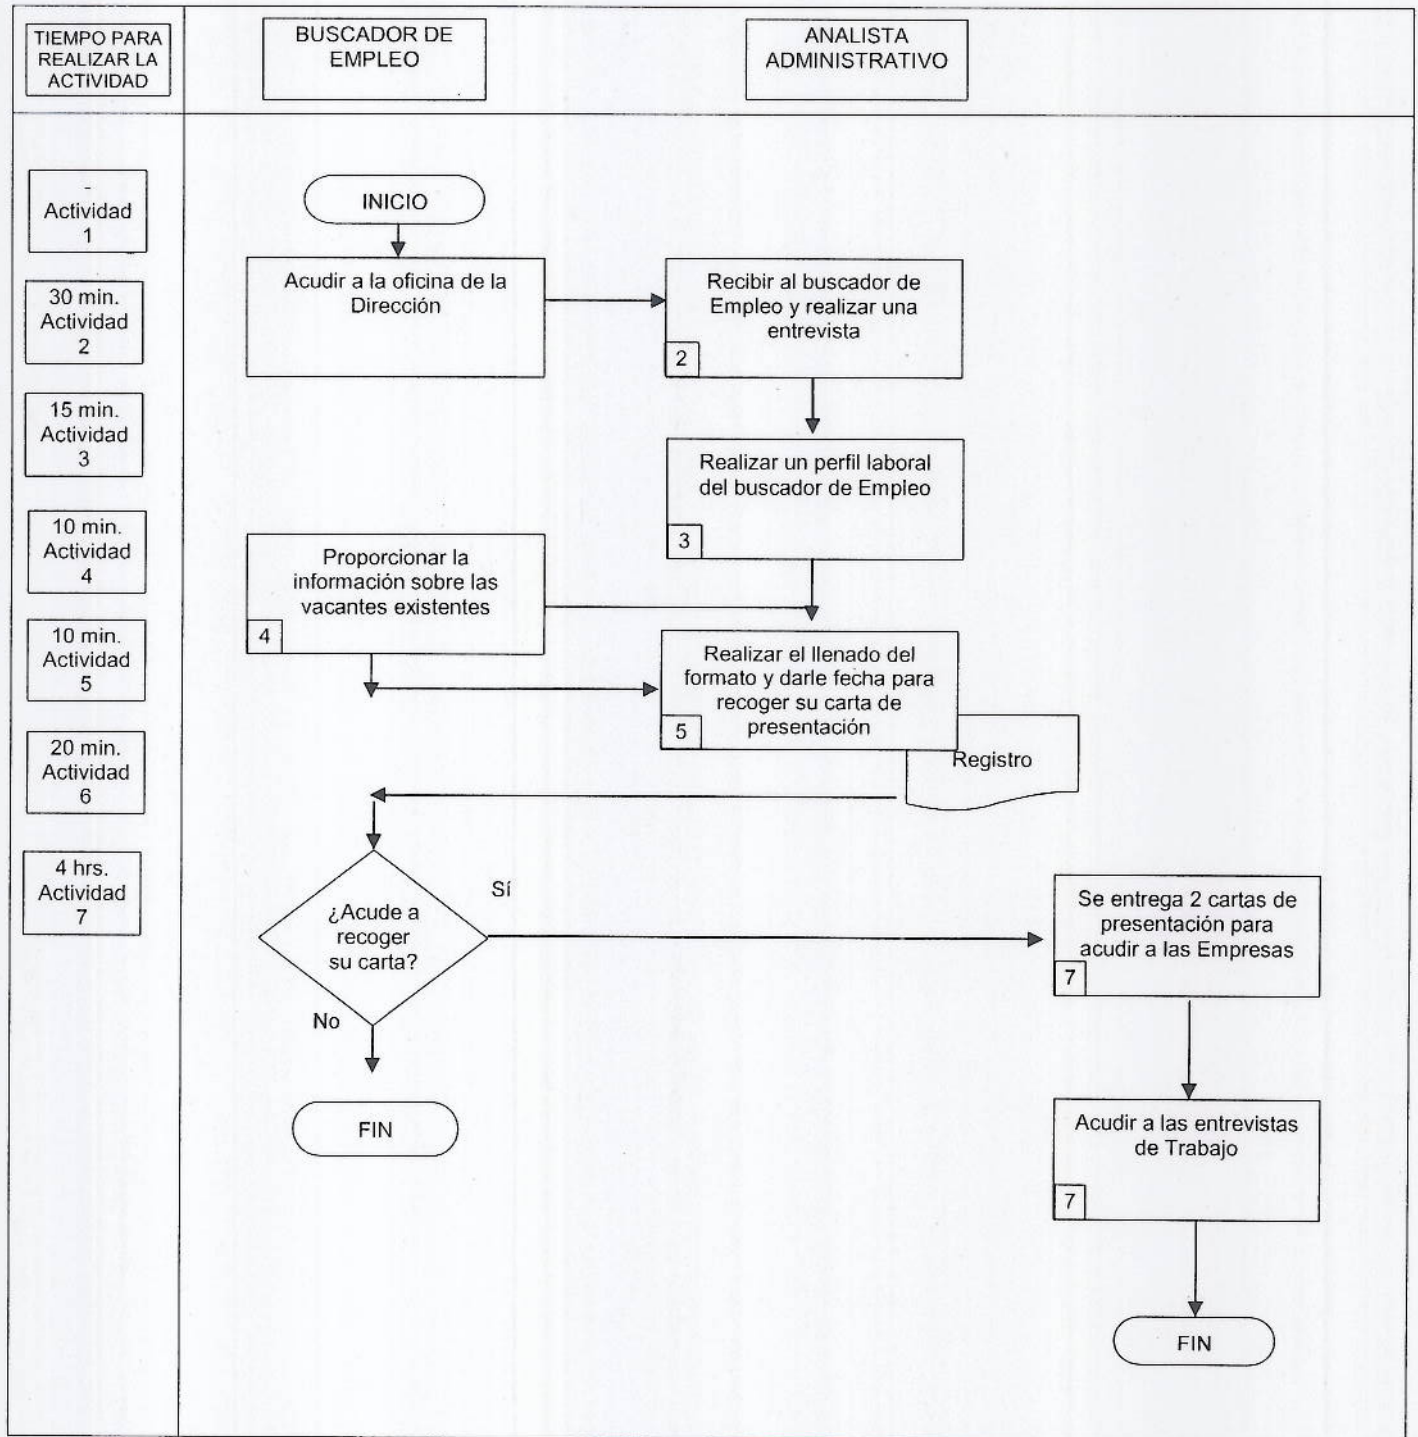 TIEMPO PARA
REALIZAR LA
ACTIVIDAD
BUSCADOR DE
EMPLEO
ANALISTA
ADMINISTRATIVO
-
Actividad
1
30 min.
Actividad
2
15 min.
Actividad
3
10 min.
Actividad
4
10 min.
Actividad
5
20 min.
Actividad
6
4 hrs.
Actividad
7
INICIO
Acudir a la oficina de la
Dirección
Recibir al buscador de
Empleo y realizar una
entrevista
2
Realizar un perfil laboral
del buscador de Empleo
3
Proporcionar la
información sobre las
vacantes existentes
4
Realizar el llenado del
formato y darle fecha para
recoger su carta de
presentación
5
Registro
¿Acude a
recoger
su carta?
Sí
No
FIN
Se entrega 2 cartas de
presentación para
acudir a las Empresas
7
Acudir a las entrevistas
de Trabajo
7
FIN